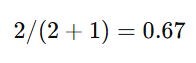 2/(2 + 1) = 0.67